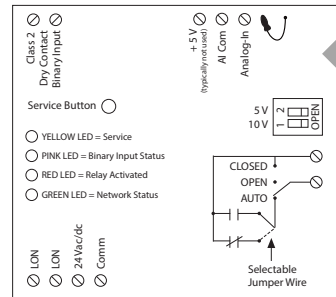 Class 2
Dry Contact
Binary Input
+ 5 V
(typically not used)
AI Com
Analog-In
Service Button
5 V
10 V
2
1
OPEN
YELLOW LED = Service
PINK LED = Binary Input Status
RED LED = Relay Activated
GREEN LED = Network Status
CLOSED
OPEN
AUTO
LON
LON
24 Vac/dc
Comm
Selectable
Jumper Wire